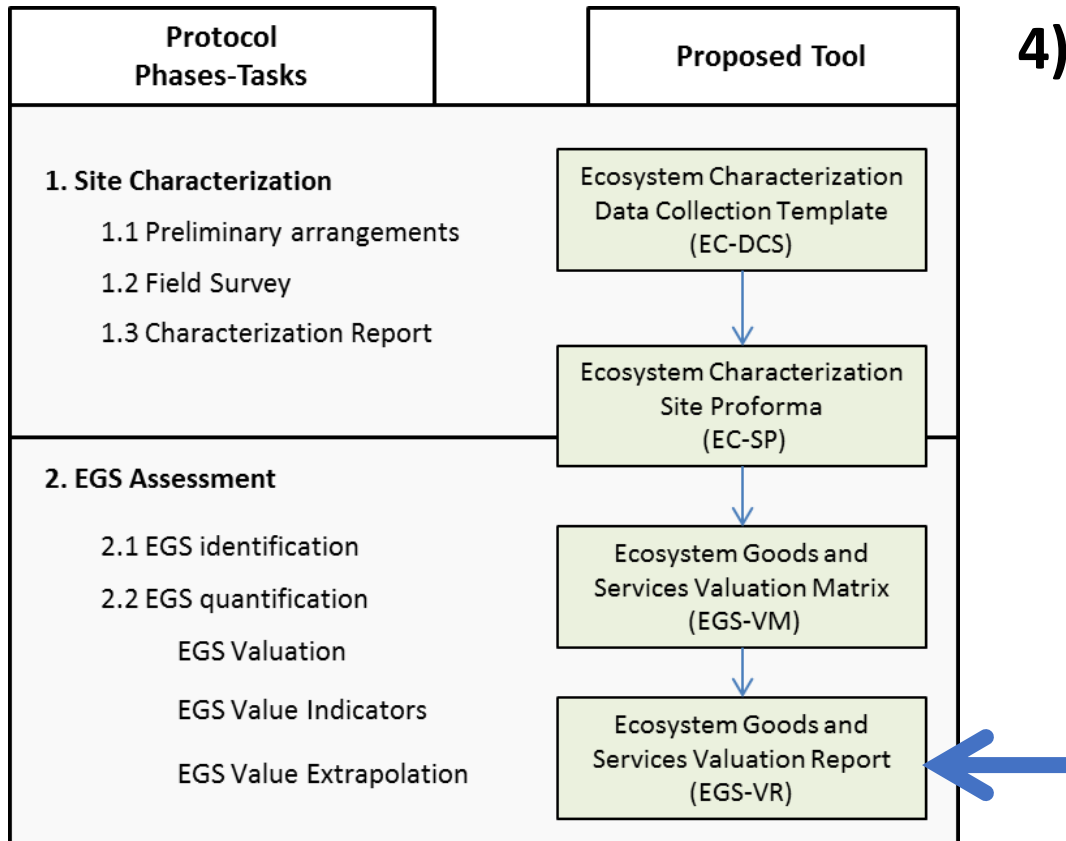 Protocol
Phases-Tasks
Proposed Tool
4)
1. Site Characterization
1.1 Preliminary arrangements
1.2 Field Survey
1.3 Characterization Report
Ecosystem Characterization
Data Collection Template
(EC-DCS)
Ecosystem Characterization
Site Proforma
(EC-SP)
2. EGS Assessment
2.1 EGS identification
2.2 EGS quantification
EGS Valuation
EGS Value Indicators
EGS Value Extrapolation
Ecosystem Goods and
Services Valuation Matrix
(EGS-VM)
Ecosystem Goods and
Services Valuation Report
(EGS-VR)